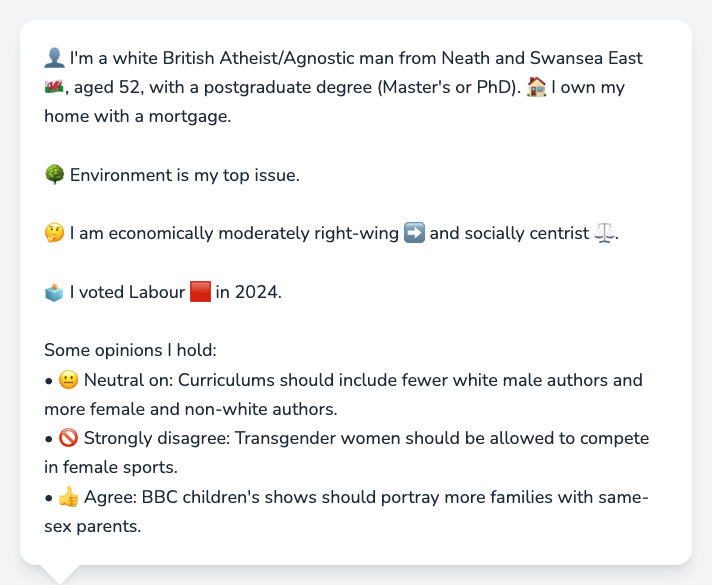 👤 I'm a white British Atheist/Agnostic man from Neath and Swansea East
🏴󠁧󠁢󠁷󠁬󠁳󠁿, aged 52, with a postgraduate degree (Master's or PhD). 🏠 I own my
home with a mortgage.
🌳 Environment is my top issue.
🤔 I am economically moderately right-wing ➡️ and socially centrist ⚖️.
🗳️ I voted Labour 🟥 in 2024.
Some opinions I hold:
• 😐 Neutral on: Curriculums should include fewer white male authors and
more female and non-white authors.
• 🚫 Strongly disagree: Transgender women should be allowed to compete
in female sports.
• 👍 Agree: BBC children's shows should portray more families with same-
sex parents.